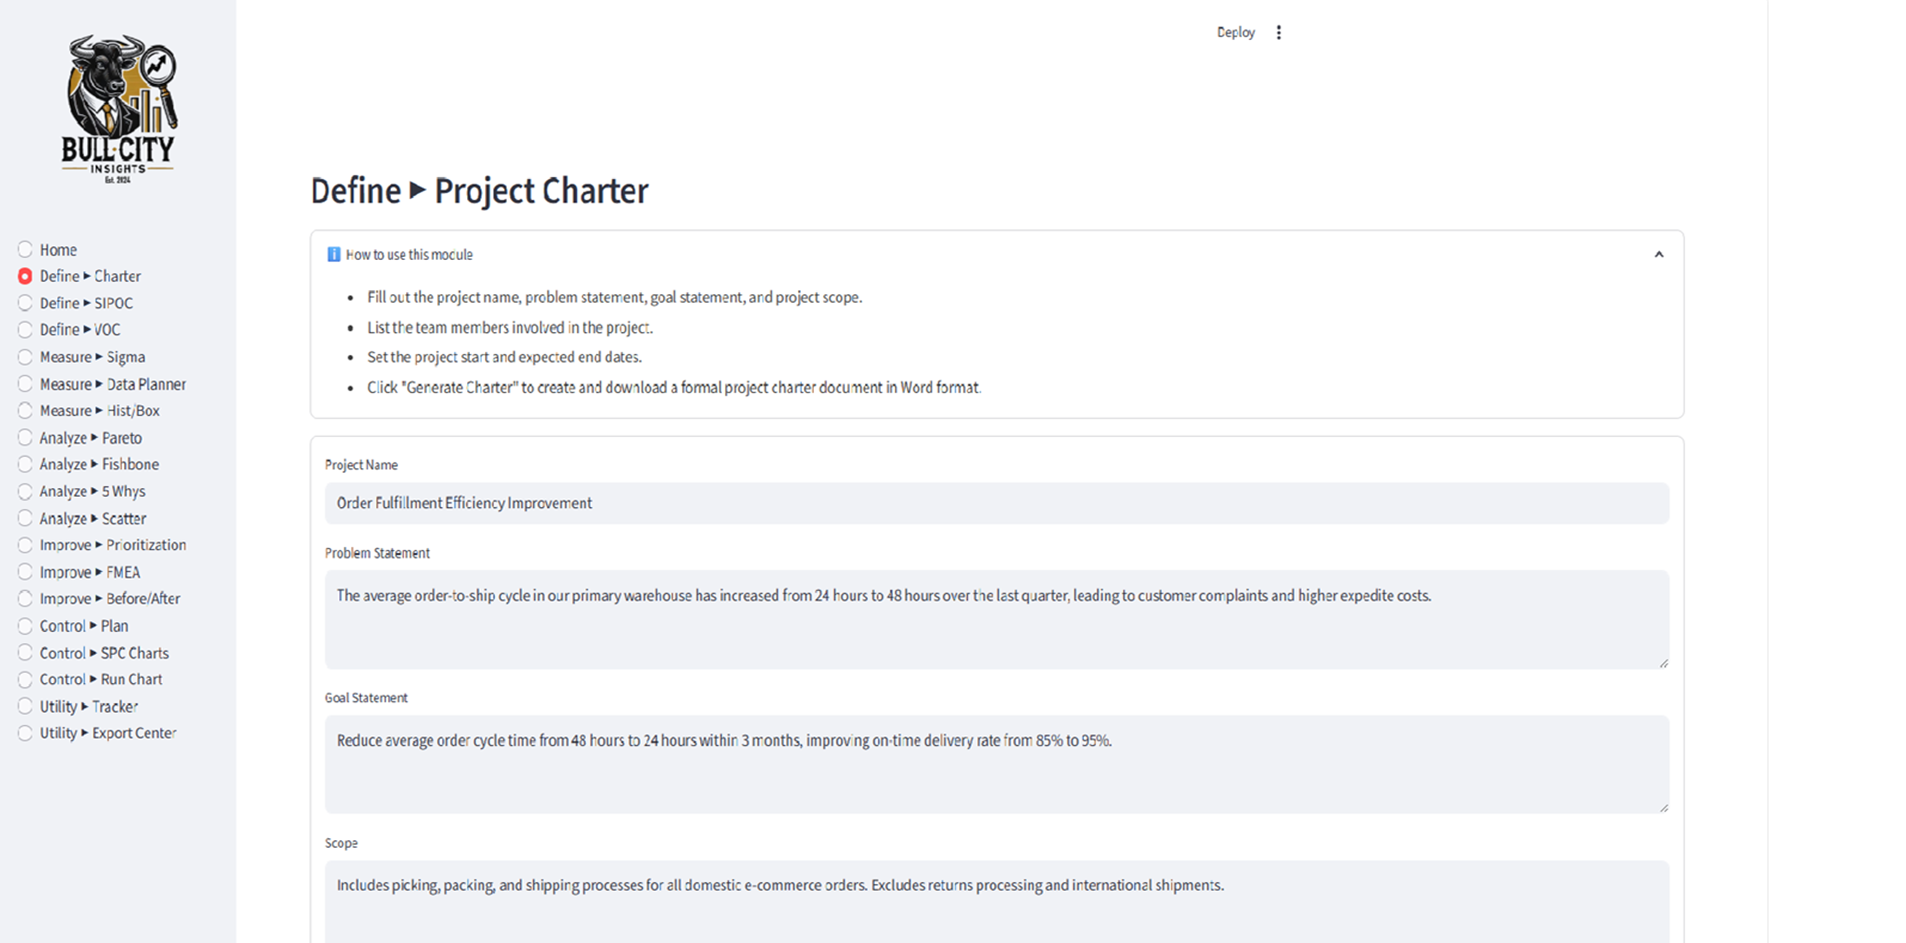 BULL·CITY
INSIGHTS
Est. 2024
Home
Define ▸ Charter
Define ▸ SIPOC
Define ▸ VOC
Measure ▸ Sigma
Measure ▸ Data Planner
Measure ▸ Hist/Box
Analyze ▸ Pareto
Analyze ▸ Fishbone
Analyze ▸ 5 Whys
Analyze ▸ Scatter
Improve ▸ Prioritization
Improve ▸ FMEA
Improve ▸ Before/After
Control ▸ Plan
Control ▸ SPC Charts
Control ▸ Run Chart
Utility ▸ Tracker
Utility ▸ Export Center
Deploy
Define ▸ Project Charter
How to use this module
• Fill out the project name, problem statement, goal statement, and project scope.
• List the team members involved in the project.
• Set the project start and expected end dates.
• Click "Generate Charter" to create and download a formal project charter document in Word format.
Project Name
Order Fulfillment Efficiency Improvement
Problem Statement
The average order-to-ship cycle in our primary warehouse has increased from 24 hours to 48 hours over the last quarter, leading to customer complaints and higher expedite costs.
Goal Statement
Reduce average order cycle time from 48 hours to 24 hours within 3 months, improving on-time delivery rate from 85% to 95%.
Scope
Includes picking, packing, and shipping processes for all domestic e-commerce orders. Excludes returns processing and international shipments.